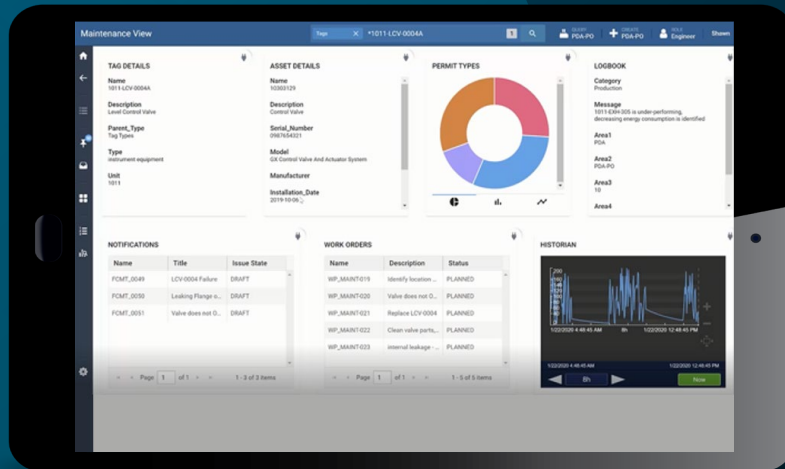 Maintenance View
Tags × *1011-LCV-0004A 1
PDA-PO
CREATE
PDA-PO
ROLE
Engineer
Shawn
TAG DETAILS
Name
1011-LCV-0004A
Description
Level Control Valve
Parent_Type
Tag Types
Type
instrument equipment
Unit
1011
ASSET DETAILS
Name
10303129
Description
Control Valve
Serial_Number
0987654321
Model
GX Control Valve And Actuator System
Manufacturer
Installation_Date
2019-10-06
PERMIT TYPES
LOGBOOK
Category
Production
Message
1011-EXH-005 is under-performing,
decreasing energy consumption is identified
Area1
PDA
Area2
PDA-PO
Area3
10
Area4
NOTIFICATIONS
Name Title Issue State
FCMT_0049 LCV-0004 Failure DRAFT
FCMT_0050 Leaking Flange o... DRAFT
FCMT_0051 Valve does not O... DRAFT
Page 1 of 1 1 - 3 of 3 items
WORK ORDERS
Name Description Status
WP_MAINT-019 Identify location ... PLANNED
WP_MAINT-020 Valve does not O... PLANNED
WP_MAINT-021 Replace LCV-0004 PLANNED
WP_MAINT-022 Clean valve parts,... PLANNED
WP_MAINT-023 internal leakage -... PLANNED
Page 1 of 1 1 - 5 of 5 items
HISTORIAN
200
1/22/2020 4:48:45 AM 8h 1/22/2020 12:48:45 PM
1/22/2020 4:48:45 AM 1/22/2020 12:48:45 PM
8h Now